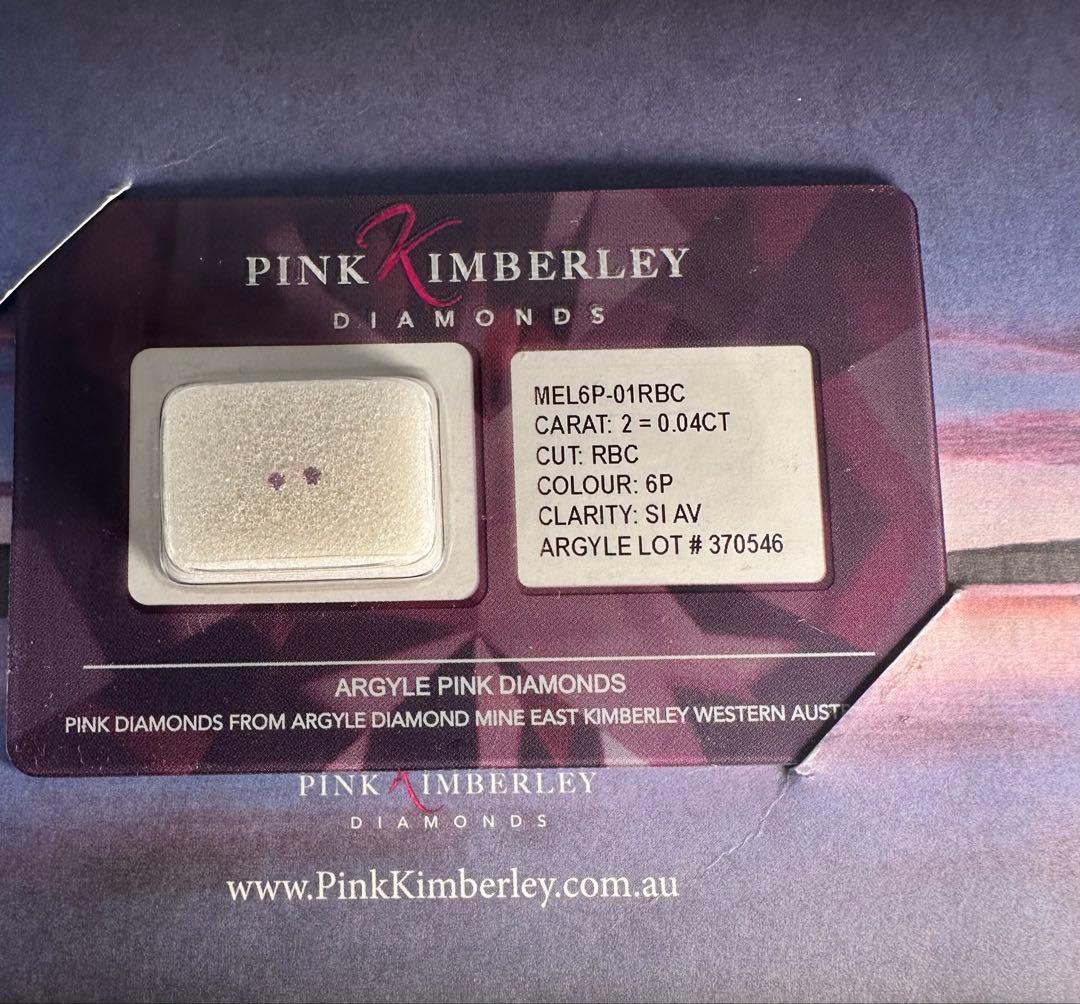 PINK KIMBERLEY
DIAMONDS
MEL6P-01RBC
CARAT: 2 = 0.04CT
CUT: RBC
COLOUR: 6P
CLARITY: SI AV
ARGYLE LOT # 370546
ARGYLE PINK DIAMONDS
PINK DIAMONDS FROM ARGYLE DIAMOND MINE EAST KIMBERLEY WESTERN AUST
PINK KIMBERLEY
DIAMONDS
www.PinkKimberley.com.au